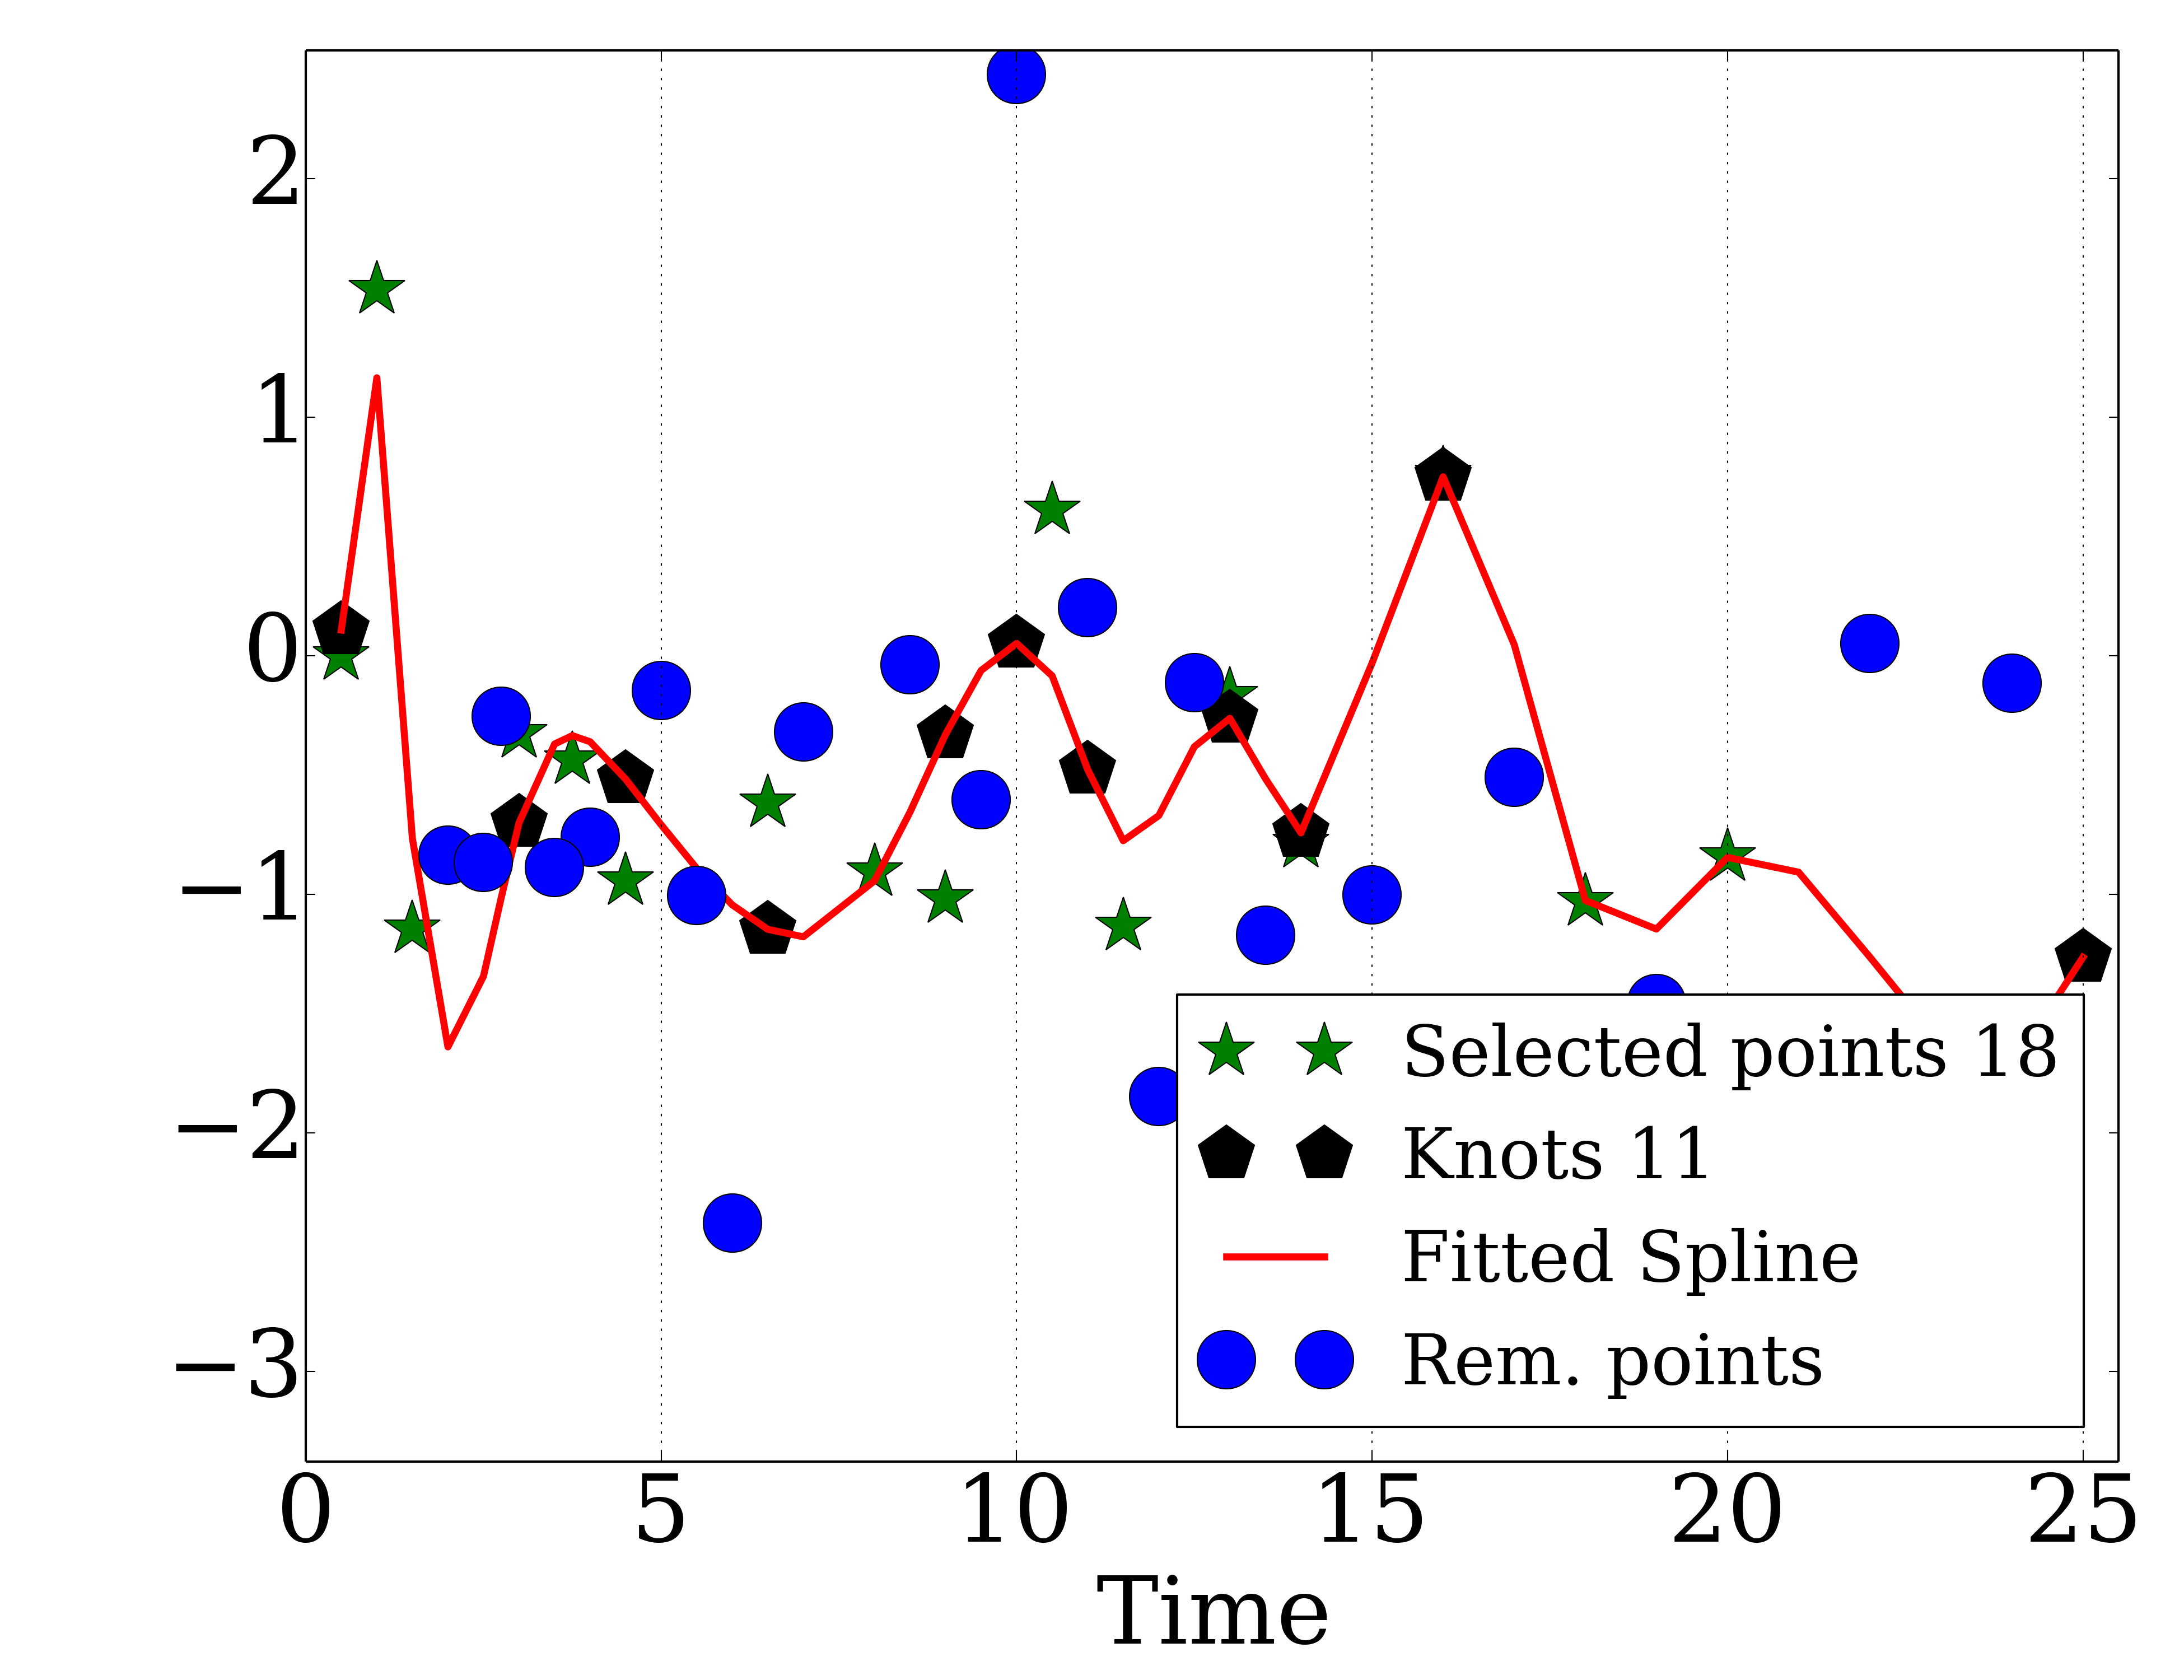 2
1
0
−1
−2
−3
Selected points 18
Knots 11
Fitted Spline
Rem. points
0 5 10 15 20 25
Time